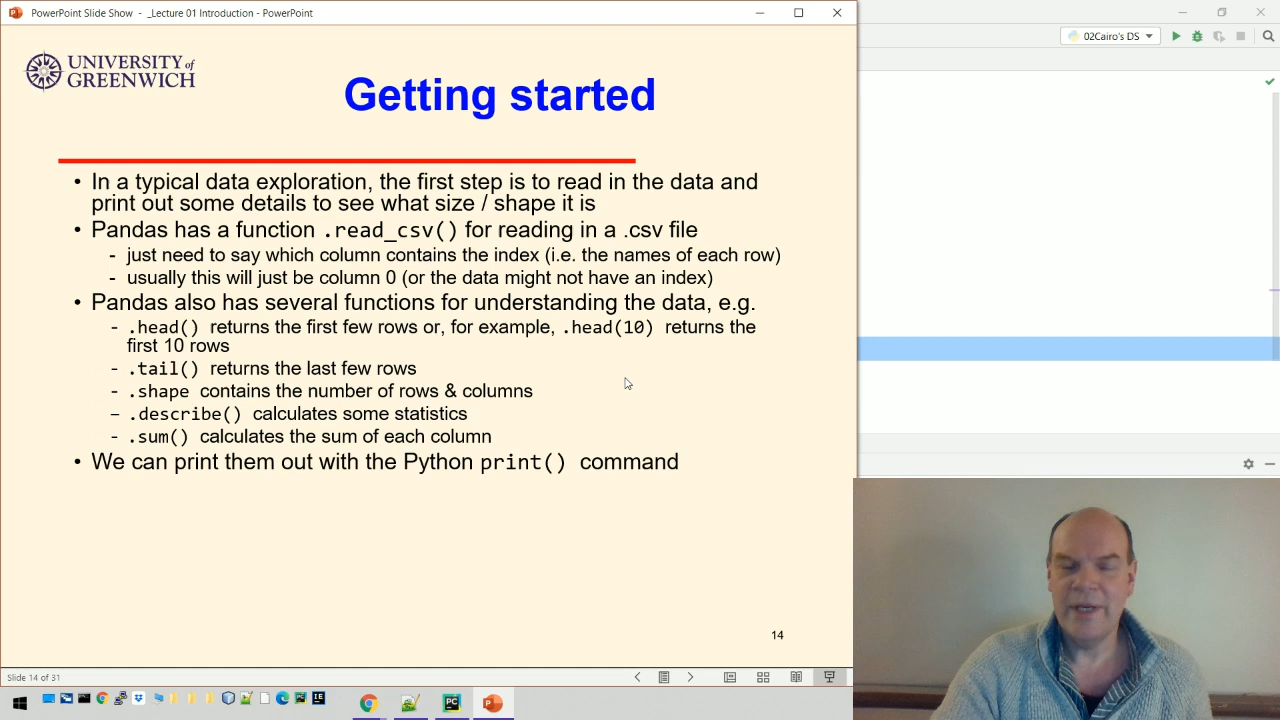 PowerPoint Slide Show - _Lecture 01 Introduction - PowerPoint
02Cairo's DS
UNIVERSITY of
GREENWICH
Getting started
• In a typical data exploration, the first step is to read in the data and
print out some details to see what size / shape it is
• Pandas has a function .read_csv() for reading in a .csv file
- just need to say which column contains the index (i.e. the names of each row)
- usually this will just be column 0 (or the data might not have an index)
• Pandas also has several functions for understanding the data, e.g.
- .head() returns the first few rows or, for example, .head(10) returns the
first 10 rows
- .tail() returns the last few rows
- .shape contains the number of rows & columns
– .describe() calculates some statistics
- .sum() calculates the sum of each column
• We can print them out with the Python print() command
14
Slide 14 of 31
PC
IE
PC
P